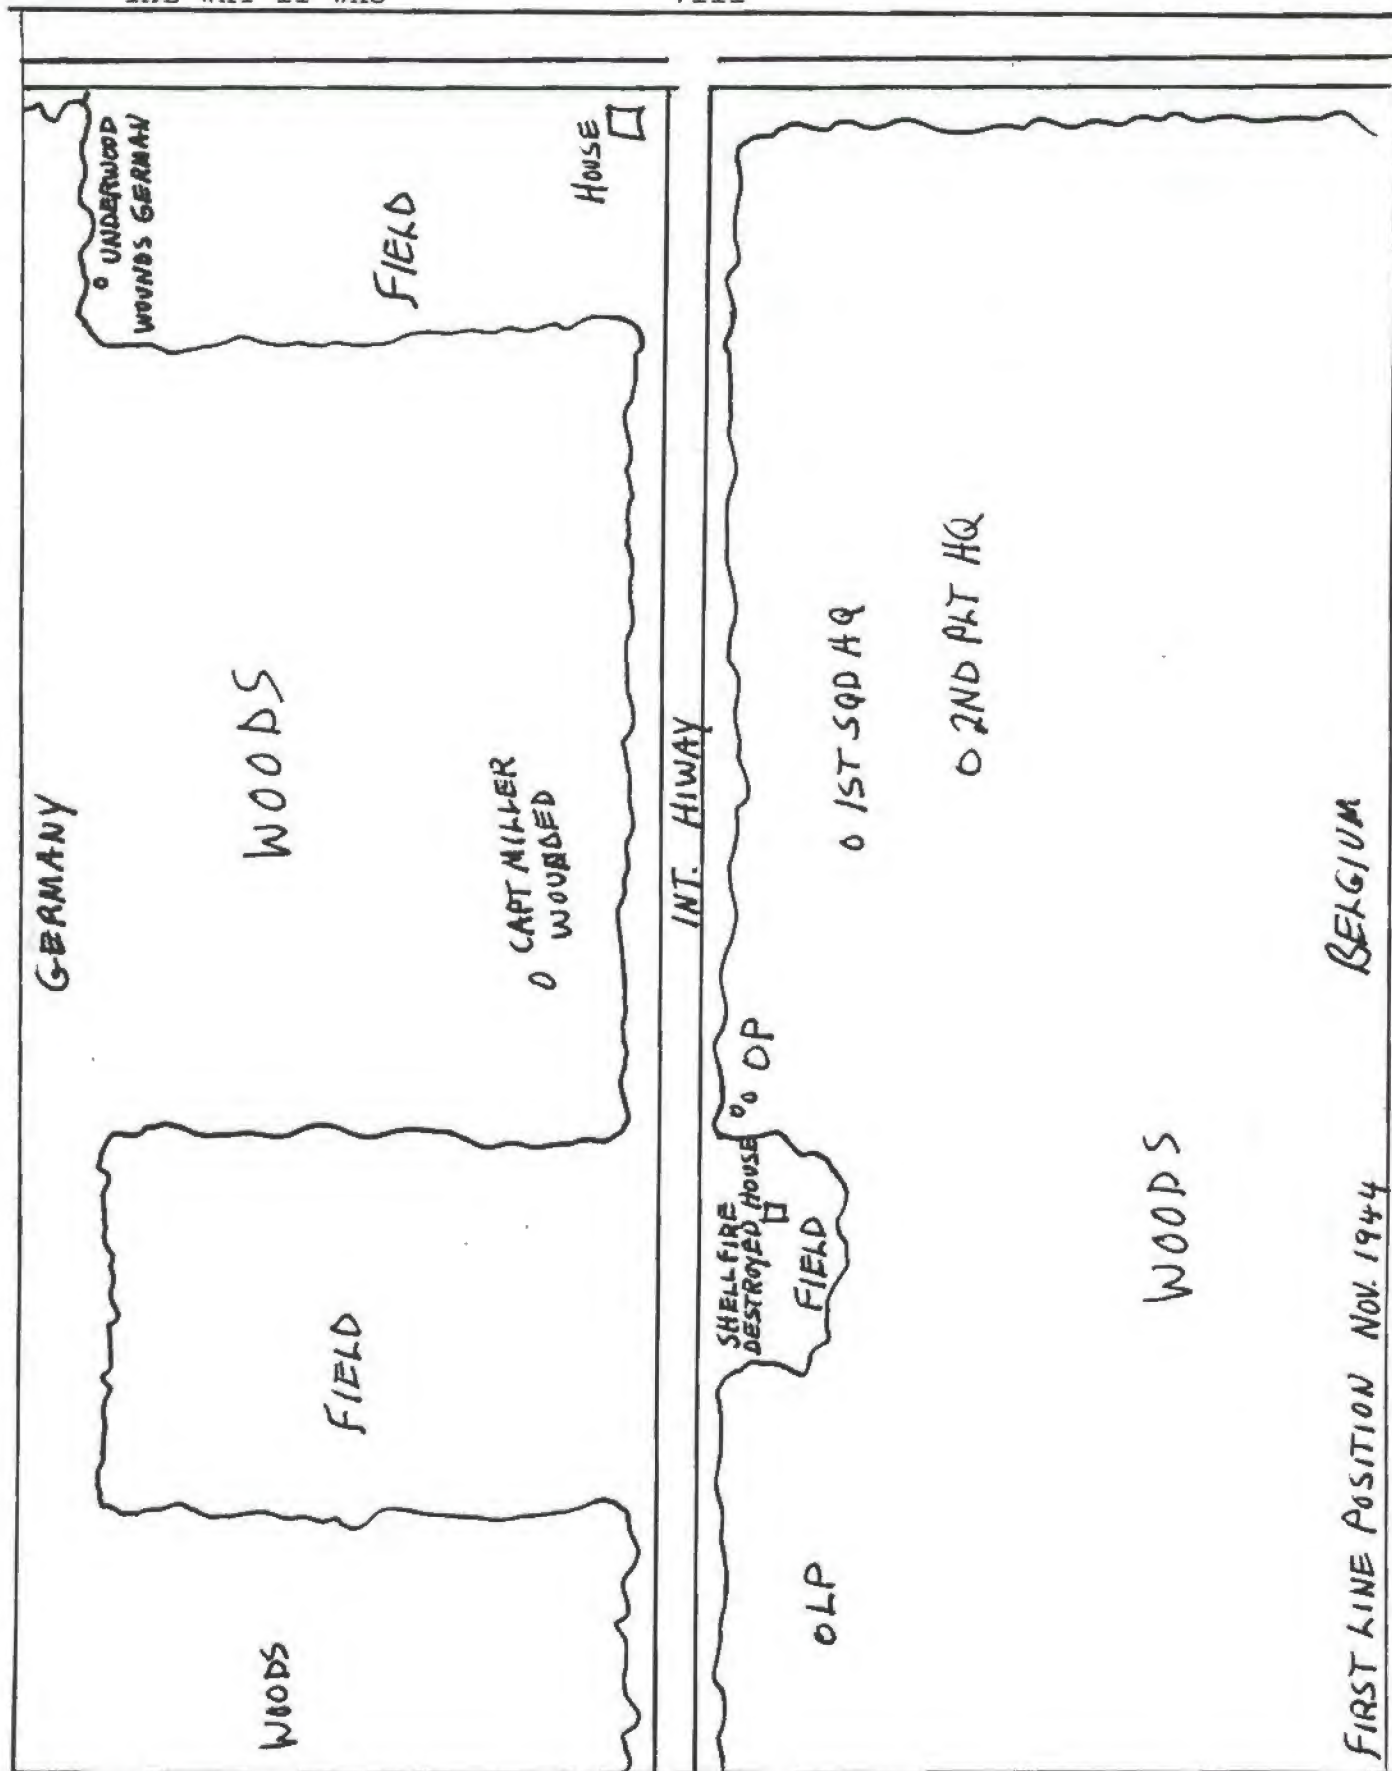 GERMANY
UNDERWOOD
WOUNDS GERMAN
WOODS
WOODS
FIELD
FIELD
CAPT MILLER
WOUNDED
HOUSE
INT. HIWAY
SHELLFIRE
DESTROYED HOUSE
OP
FIELD
LP
1ST SQD HQ
2ND PLT HQ
WOODS
BELGIUM
FIRST LINE POSITION NOV. 1944